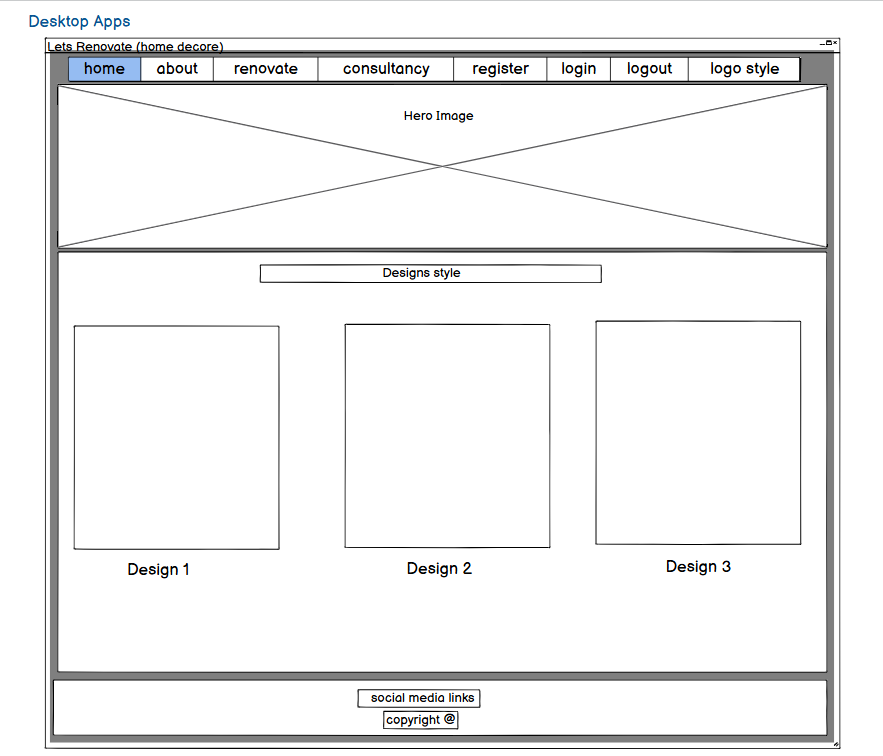 Desktop Apps
Lets Renovate (home decore)
home about renovate consultancy register login logout logo style
Hero Image
Designs style
Design 1 Design 2 Design 3
social media links
copyright @